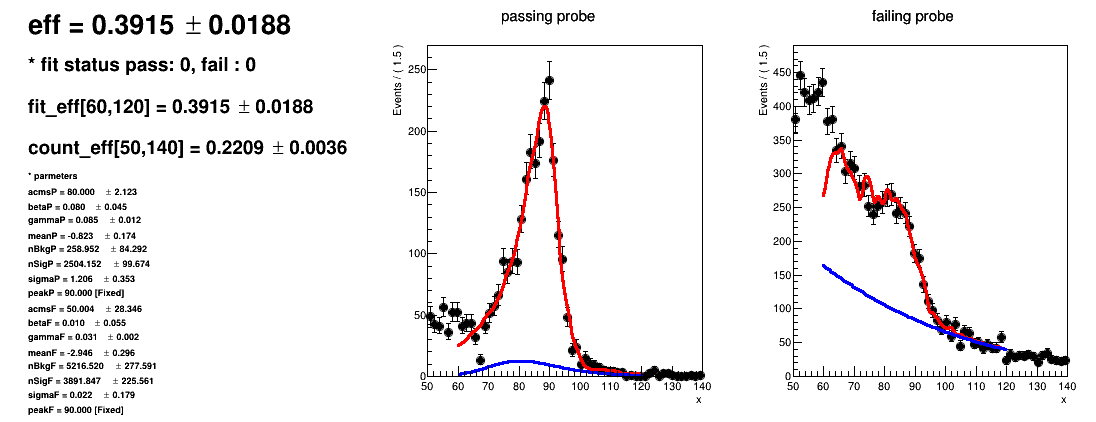 eff = 0.3915 ± 0.0188
* fit status pass: 0, fail : 0
fit_eff[60,120] = 0.3915 ± 0.0188
count_eff[50,140] = 0.2209 ± 0.0036
* parmeters
acmsP = 80.000 ± 2.123
betaP = 0.080 ± 0.045
gammaP = 0.085 ± 0.012
meanP = -0.823 ± 0.174
nBkgP = 258.952 ± 84.292
nSigP = 2504.152 ± 99.674
sigmaP = 1.206 ± 0.353
peakP = 90.000 [Fixed]
acmsF = 50.004 ± 28.346
betaF = 0.010 ± 0.055
gammaF = 0.031 ± 0.002
meanF = -2.946 ± 0.296
nBkgF = 5216.520 ± 277.591
nSigF = 3891.847 ± 225.561
sigmaF = 0.022 ± 0.179
peakF = 90.000 [Fixed]
passing probe
Events / ( 1.5 )
250
200
150
100
50
0
50 60 70 80 90 100 110 120 130 140
x
failing probe
Events / ( 1.5 )
450
400
350
300
250
200
150
100
50
0
50 60 70 80 90 100 110 120 130 140
x